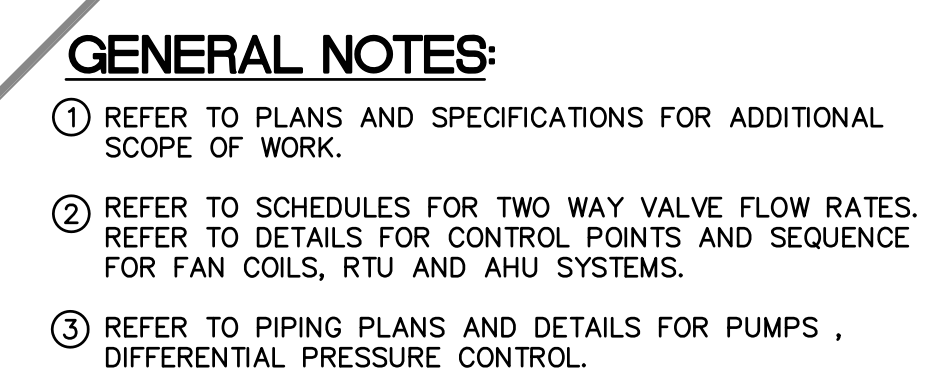 GENERAL NOTES:
1 REFER TO PLANS AND SPECIFICATIONS FOR ADDITIONAL
SCOPE OF WORK.
2 REFER TO SCHEDULES FOR TWO WAY VALVE FLOW RATES.
REFER TO DETAILS FOR CONTROL POINTS AND SEQUENCE
FOR FAN COILS, RTU AND AHU SYSTEMS.
3 REFER TO PIPING PLANS AND DETAILS FOR PUMPS ,
DIFFERENTIAL PRESSURE CONTROL.